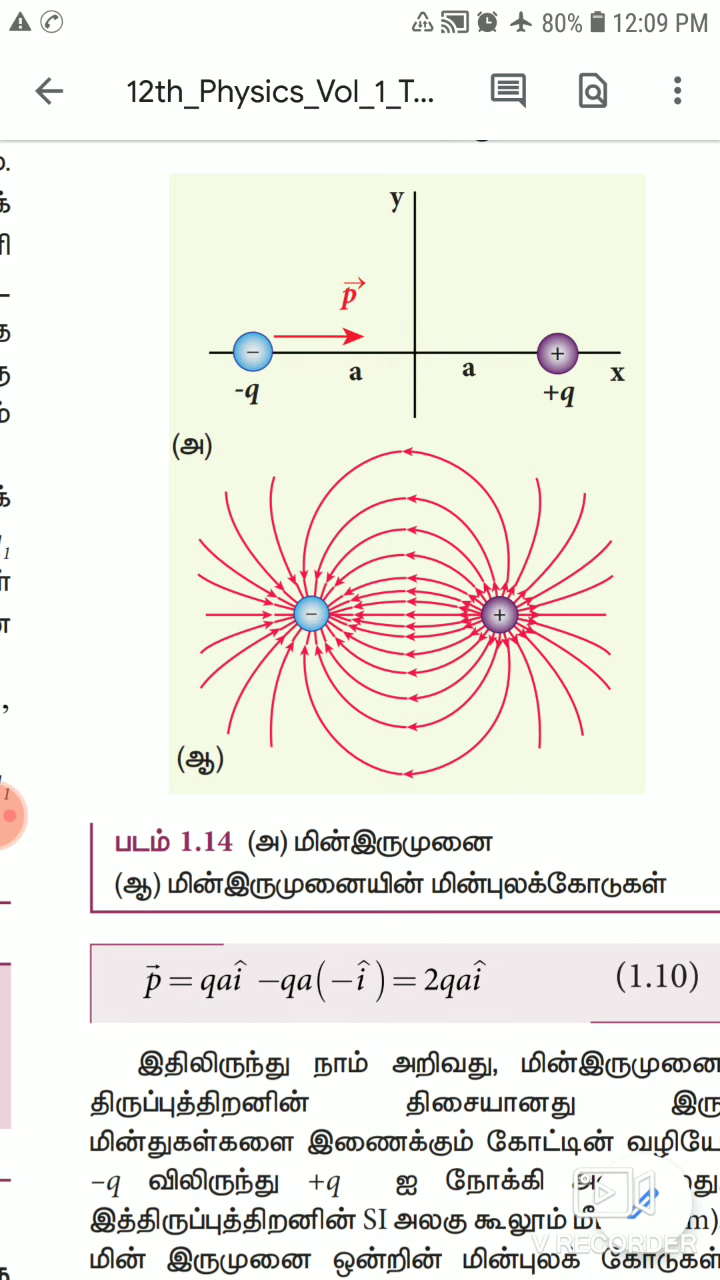 80% 12:09 PM
12th_Physics_Vol_1_T...
y
p⃗
−
+
a
a
x
-q
+q
(அ)
−
+
(ஆ)
படம் 1.14 (அ) மின்இருமுனை
(ஆ) மின்இருமுனையின் மின்புலக்கோடுகள்
p⃗ = qaî −qa(−î) = 2qaî (1.10)
இதிலிருந்து நாம் அறிவது, மின்இருமுனை
திருப்புத்திறனின் திசையானது இரு
மின்துகள்களை இணைக்கும் கோட்டின் வழியே
−q விலிருந்து +q ஐ நோக்கி
இத்திருப்புத்திறனின் SI அலகு கூலூம் m).
V RECORDER
மின் இருமுனை ஒன்றின் மின்புலக் கோடுகள்